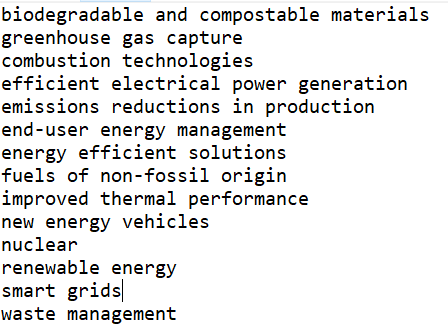 biodegradable and compostable materials
greenhouse gas capture
combustion technologies
efficient electrical power generation
emissions reductions in production
end-user energy management
energy efficient solutions
fuels of non-fossil origin
improved thermal performance
new energy vehicles
nuclear
renewable energy
smart grids
waste management